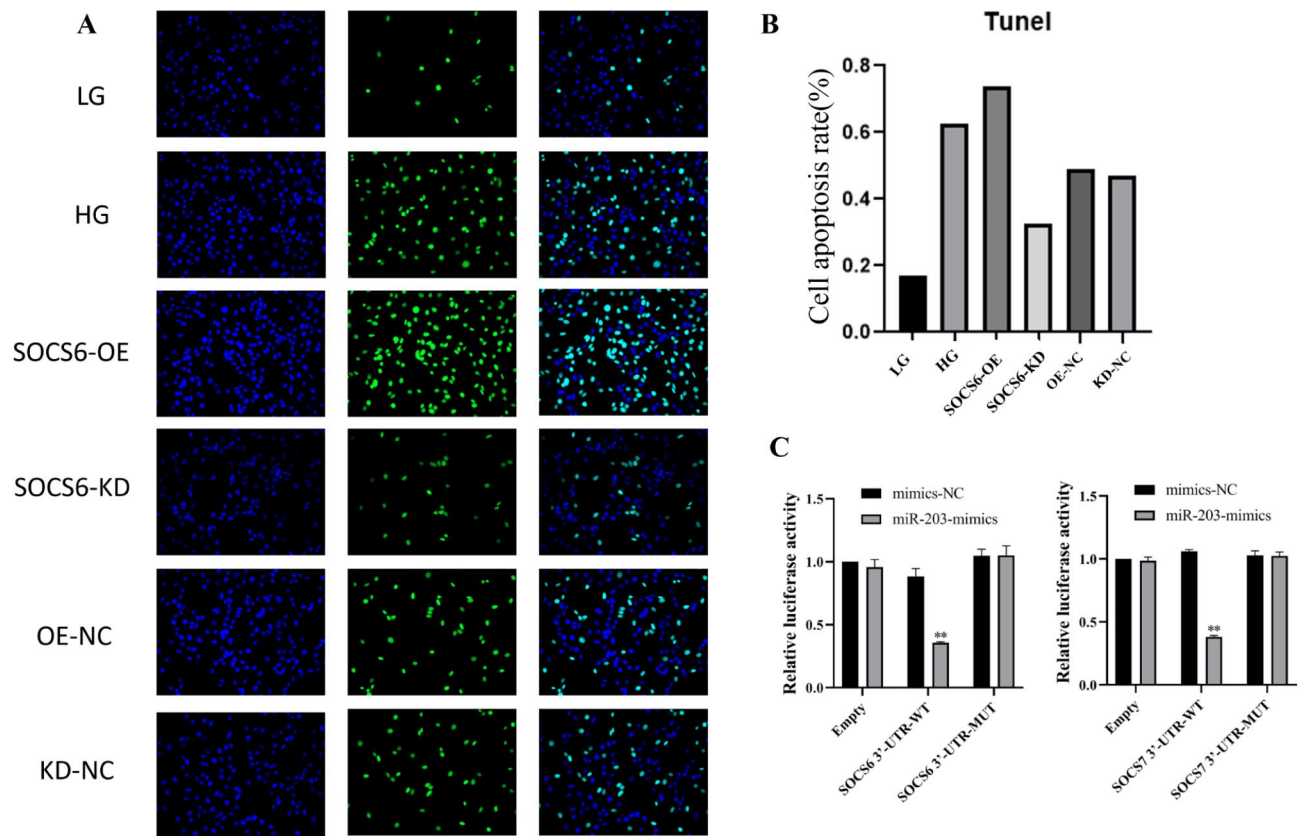 A
LG
HG
SOCS6-OE
SOCS6-KD
OE-NC
KD-NC
B
Tunel
Cell apoptosis rate(%)
0.8
0.6
0.4
0.2
0.0
LG
HG
SOCS6-OE
SOCS6-KD
OE-NC
KD-NC
C
mimics-NC
miR-203-mimics
Relative luciferase activity
1.5
1.0
0.5
0.0
**
Empty
SOCS6 3'-UTR-WT
SOCS6 3'-UTR-MUT
mimics-NC
miR-203-mimics
Relative luciferase activity
1.5
1.0
0.5
0.0
**
Empty
SOCS7 3'-UTR-WT
SOCS7 3'-UTR-MUT